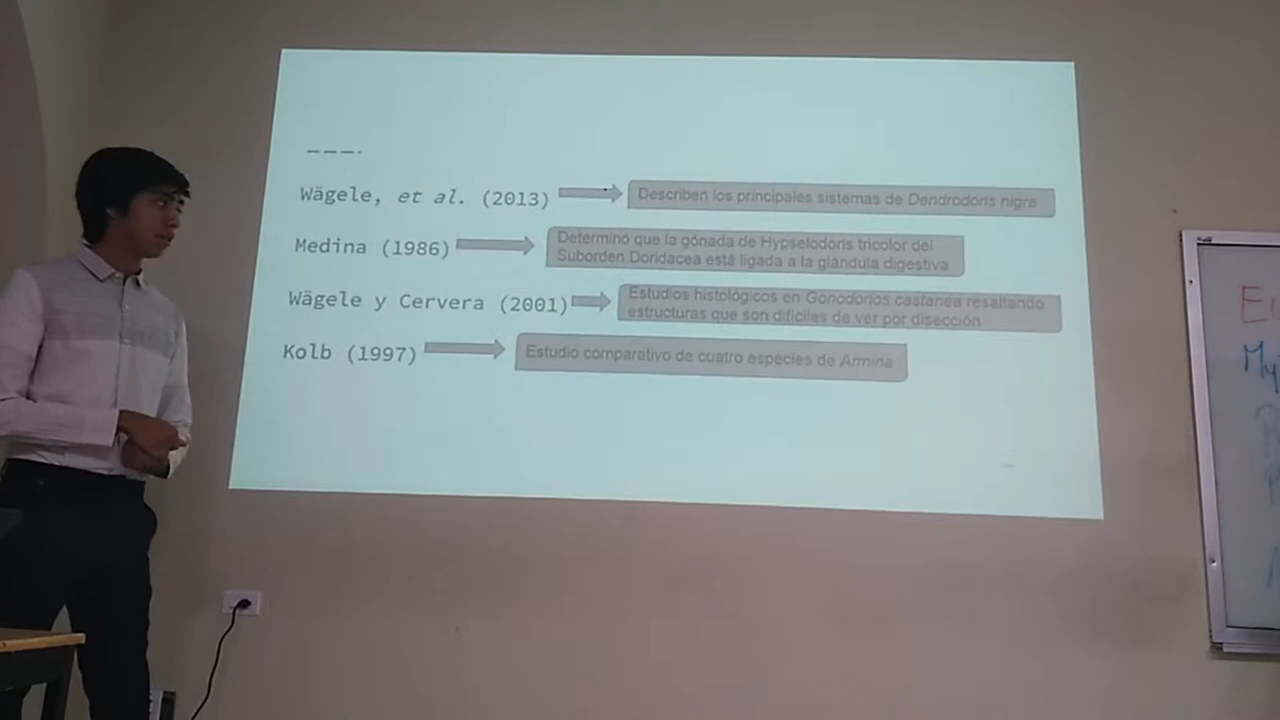 Wägele, et al. (2013)
Describen los principales sistemas de Dendrodoris nigra
Medina (1986)
Determinó que la gónada de Hypselodoris tricolor del
Suborden Doridacea está ligada a la glándula digestiva
Wägele y Cervera (2001)
Estudios histológicos en Goniodorios castanea resaltando
estructuras que son difíciles de ver por disección
Kolb (1997)
Estudio comparativo de cuatro especies de Armina